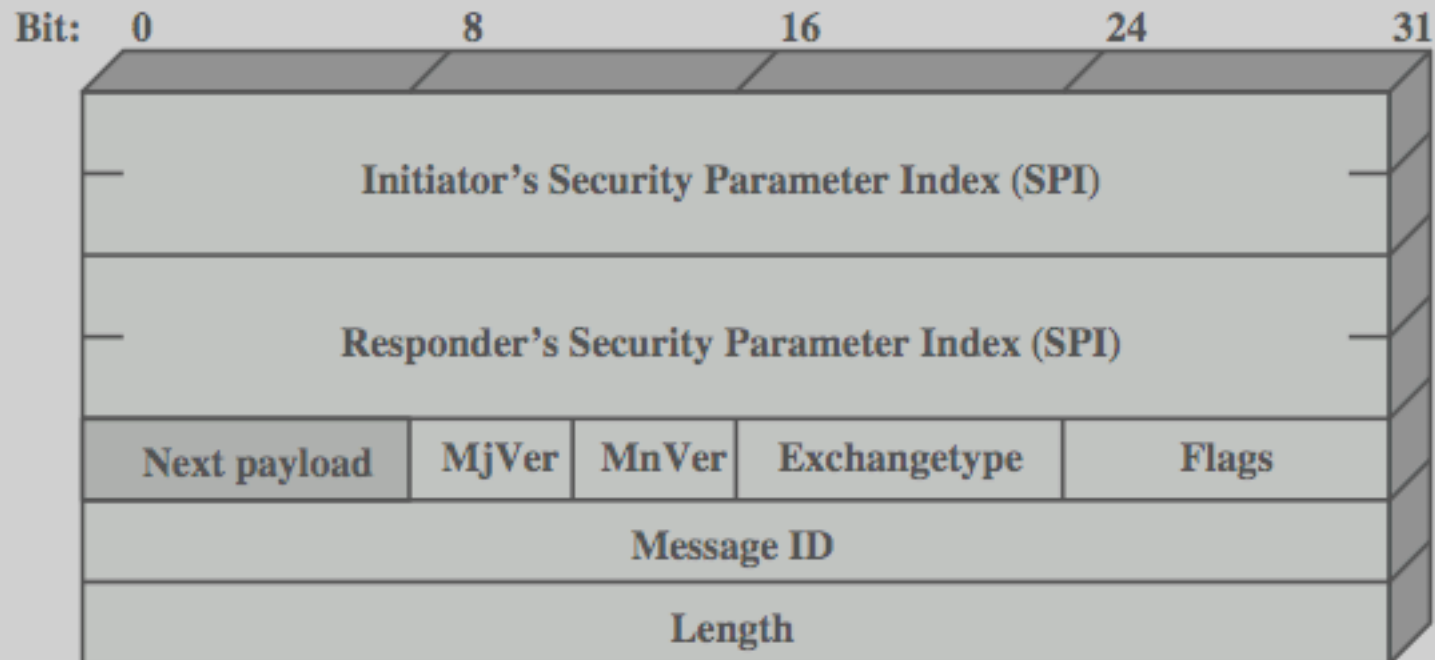 Bit: 0 8 16 24 31
Initiator’s Security Parameter Index (SPI)
Responder’s Security Parameter Index (SPI)
Next payload MjVer MnVer Exchangetype Flags
Message ID
Length